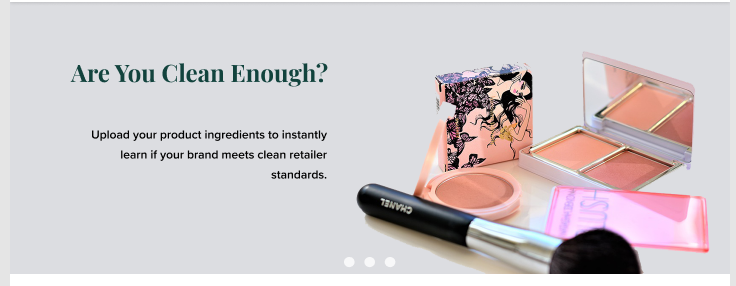 Are You Clean Enough?
Upload your product ingredients to instantly
learn if your brand meets clean retailer
standards.
CHANEL